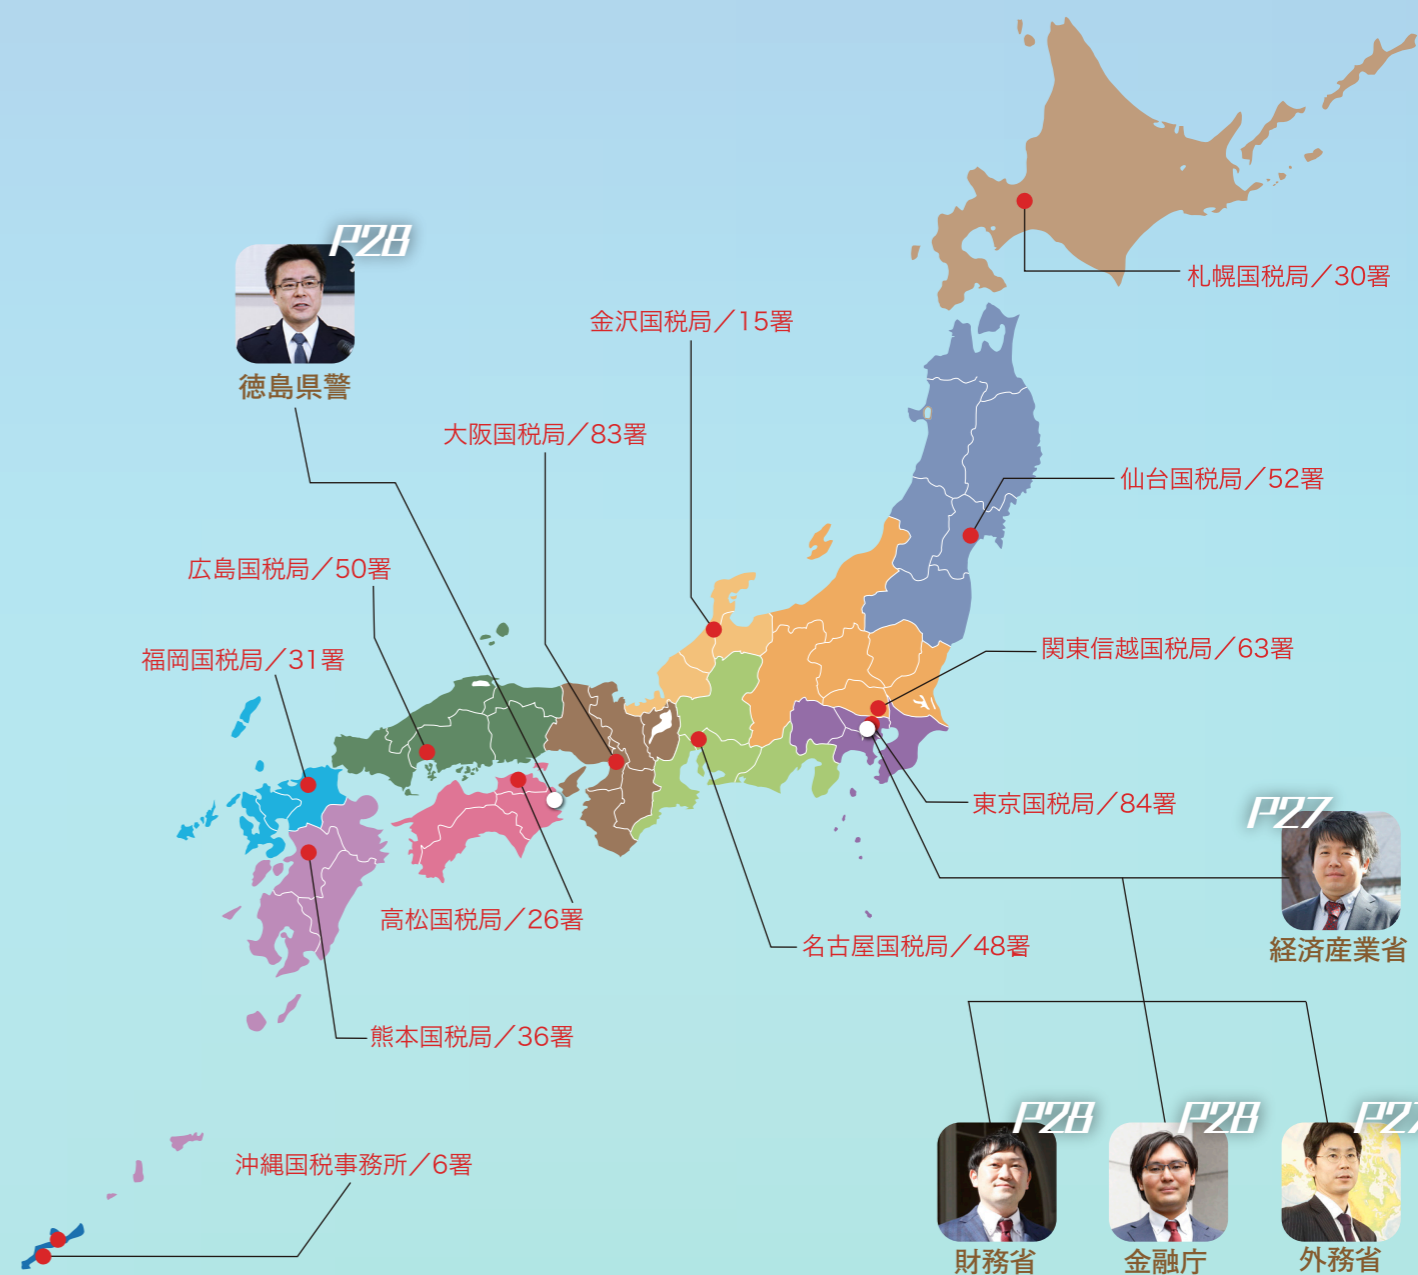 P28
徳島県警
札幌国税局／30署
金沢国税局／15署
大阪国税局／83署
仙台国税局／52署
広島国税局／50署
関東信越国税局／63署
福岡国税局／31署
東京国税局／84署
P27
経済産業省
高松国税局／26署
名古屋国税局／48署
熊本国税局／36署
沖縄国税事務所／6署
P28
財務省
P28
金融庁
P27
外務省